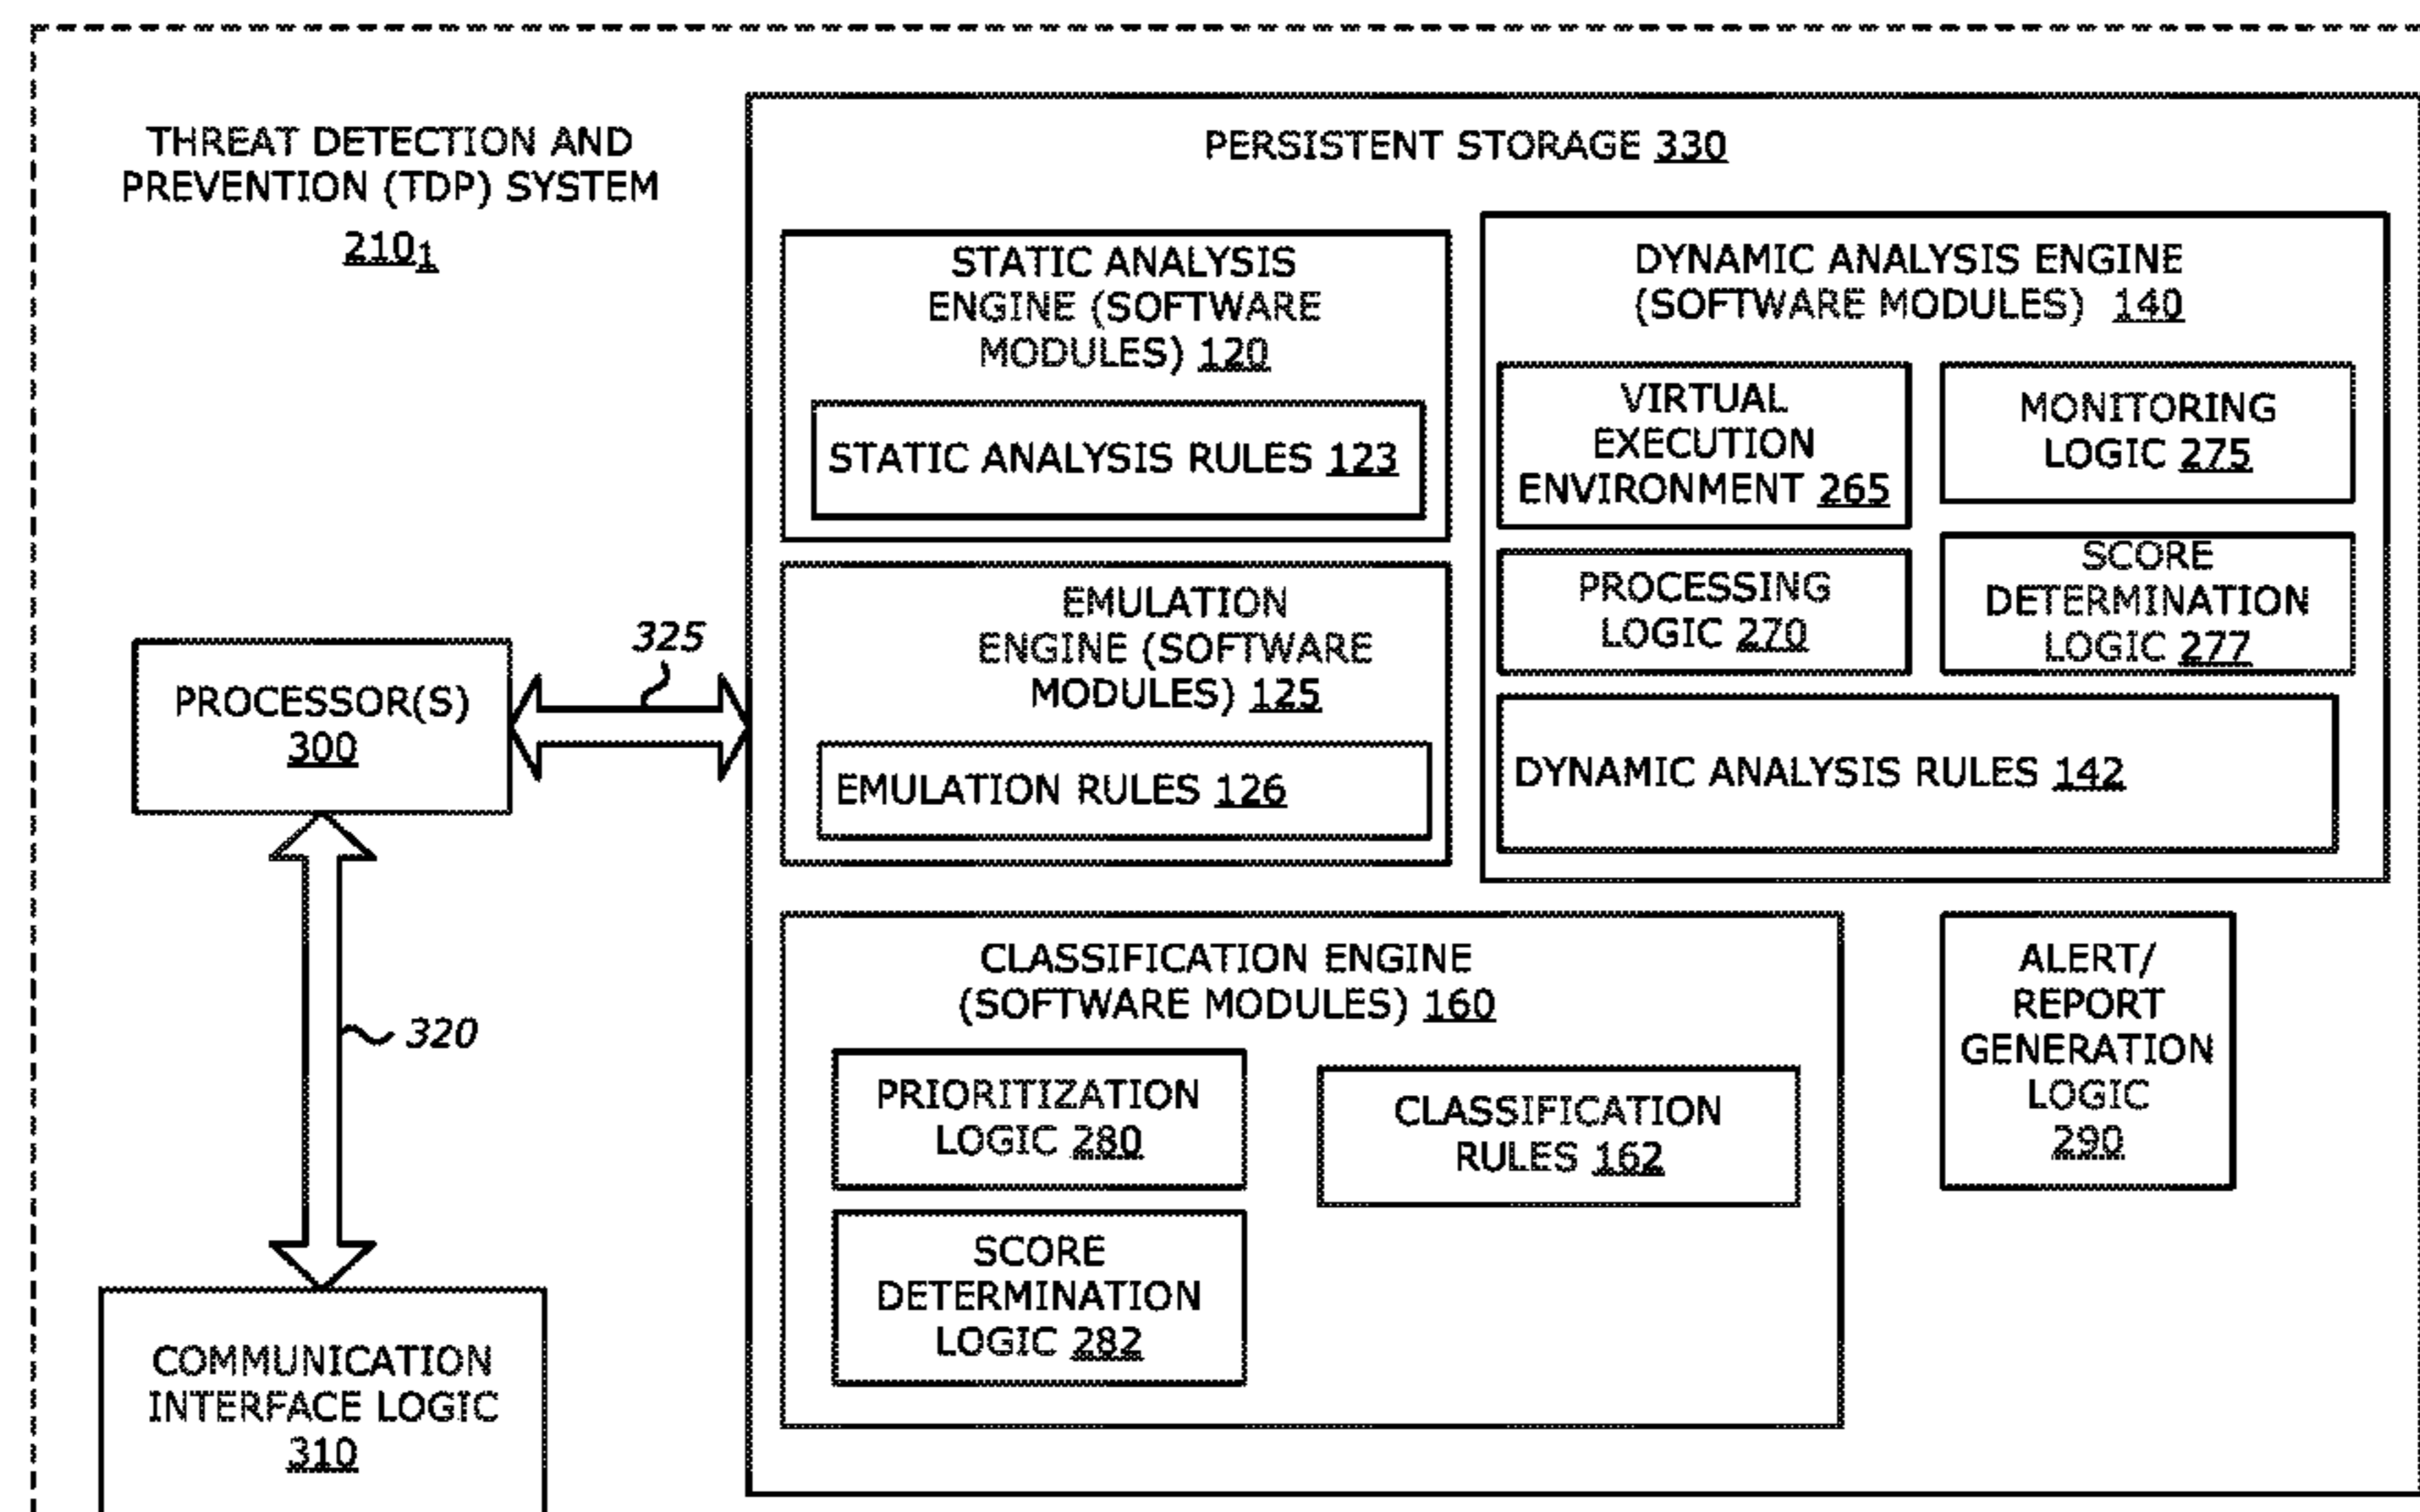 THREAT DETECTION AND
PREVENTION (TDP) SYSTEM
210₁
PERSISTENT STORAGE 330
STATIC ANALYSIS
ENGINE (SOFTWARE
MODULES) 120
STATIC ANALYSIS RULES 123
DYNAMIC ANALYSIS ENGINE
(SOFTWARE MODULES) 140
VIRTUAL
EXECUTION
ENVIRONMENT 265
MONITORING
LOGIC 275
PROCESSING
LOGIC 270
SCORE
DETERMINATION
LOGIC 277
DYNAMIC ANALYSIS RULES 142
EMULATION
ENGINE (SOFTWARE
MODULES) 125
EMULATION RULES 126
325
PROCESSOR(S)
300
320
CLASSIFICATION ENGINE
(SOFTWARE MODULES) 160
PRIORITIZATION
LOGIC 280
CLASSIFICATION
RULES 162
SCORE
DETERMINATION
LOGIC 282
ALERT/
REPORT
GENERATION
LOGIC
290
COMMUNICATION
INTERFACE LOGIC
310